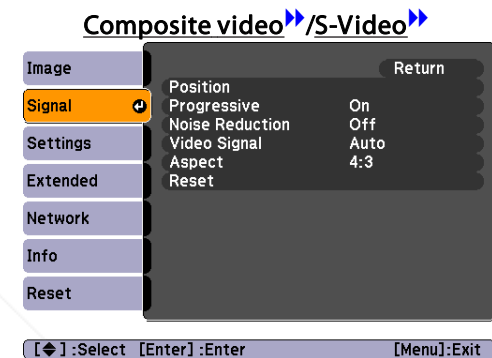 Composite video/S-Video
Image
Return
Position
Signal
Progressive On
Noise Reduction Off
Settings
Video Signal Auto
Aspect 4:3
Extended
Reset
Network
Info
Reset
[◆] :Select [Enter] :Enter [Menu]:Exit